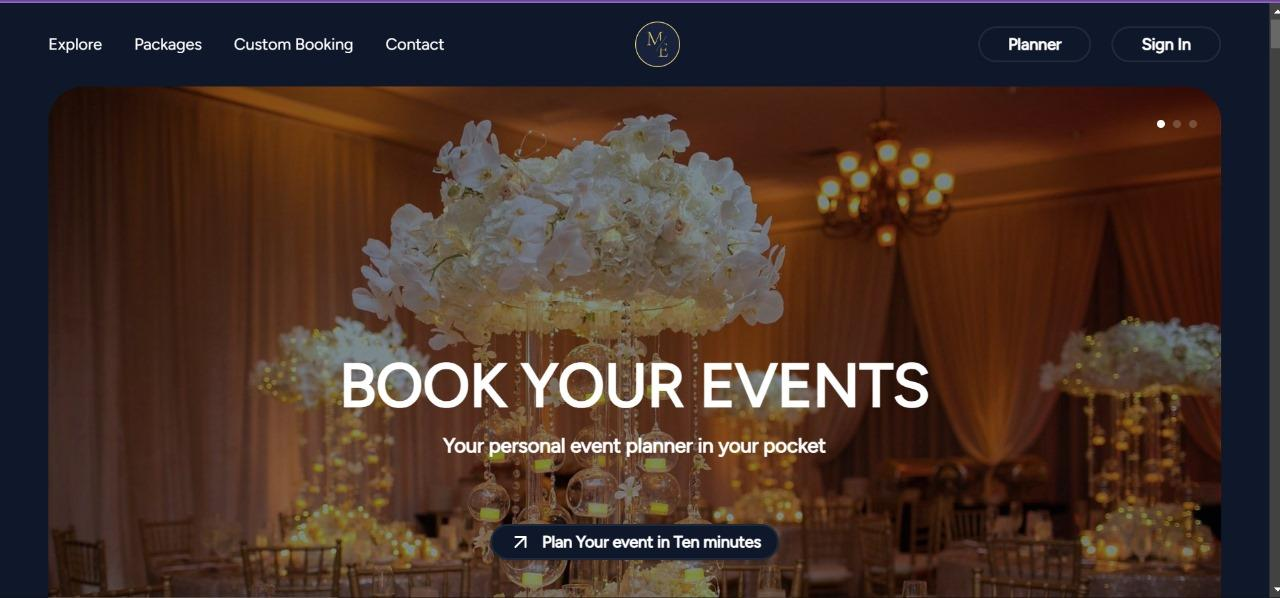 Explore Packages Custom Booking Contact
M
E
Planner Sign In
BOOK YOUR EVENTS
Your personal event planner in your pocket
Plan Your event in Ten minutes